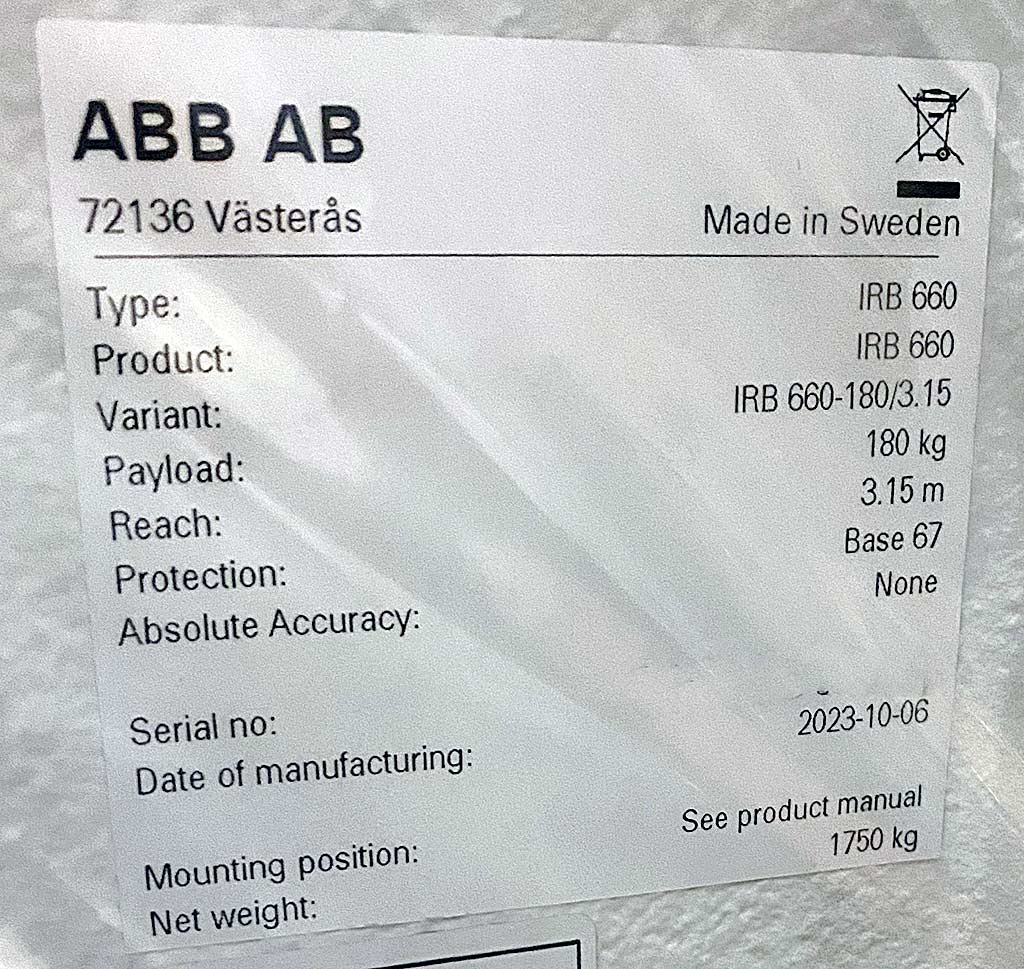 ABB AB
72136 Västerås
Made in Sweden
Type: IRB 660
Product: IRB 660
Variant: IRB 660-180/3.15
Payload: 180 kg
Reach: 3.15 m
Protection: Base 67
Absolute Accuracy: None
Serial no:
Date of manufacturing: 2023-10-06
Mounting position: See product manual
Net weight: 1750 kg